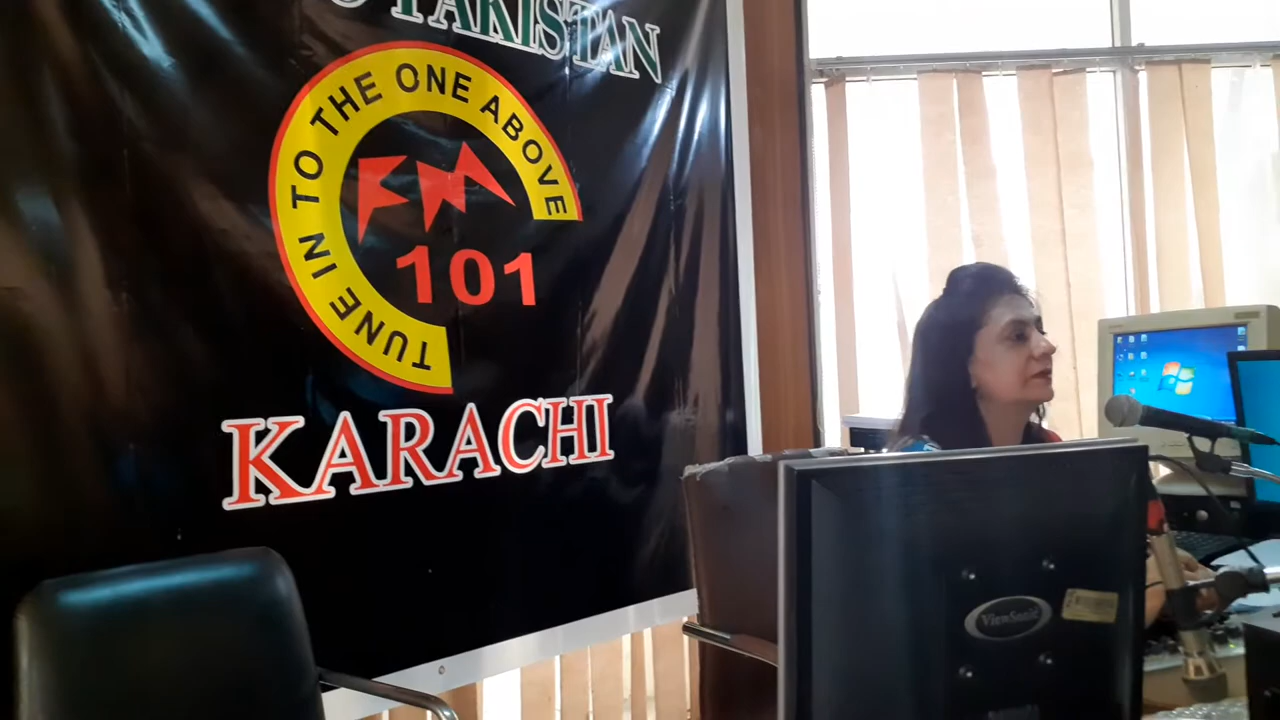 PAKISTAN
TUNE IN TO THE ONE ABOVE
FM
101
KARACHI
ViewSonic